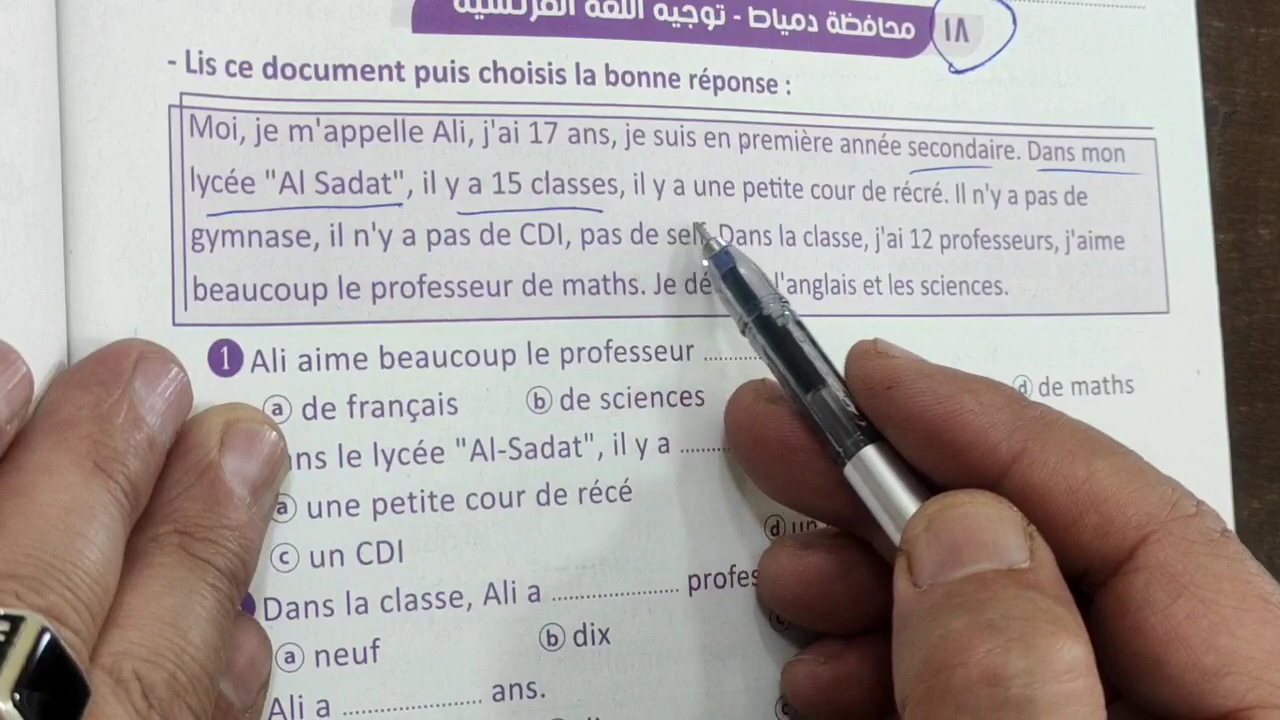 محافظة دمياط - توجيه اللغة الفرنسية ١٨
- Lis ce document puis choisis la bonne réponse :
Moi, je m'appelle Ali, j'ai 17 ans, je suis en première année secondaire. Dans mon
lycée "Al Sadat", il y a 15 classes, il y a une petite cour de récré. Il n'y a pas de
gymnase, il n'y a pas de CDI, pas de self. Dans la classe, j'ai 12 professeurs, j'aime
beaucoup le professeur de maths. Je dé l'anglais et les sciences.
1 Ali aime beaucoup le professeur ...........
a de français b de sciences d de maths
ns le lycée "Al-Sadat", il y a ........
a une petite cour de récé d un
c un CDI
Dans la classe, Ali a ...................... profes
a neuf b dix c
Ali a ........................ ans.